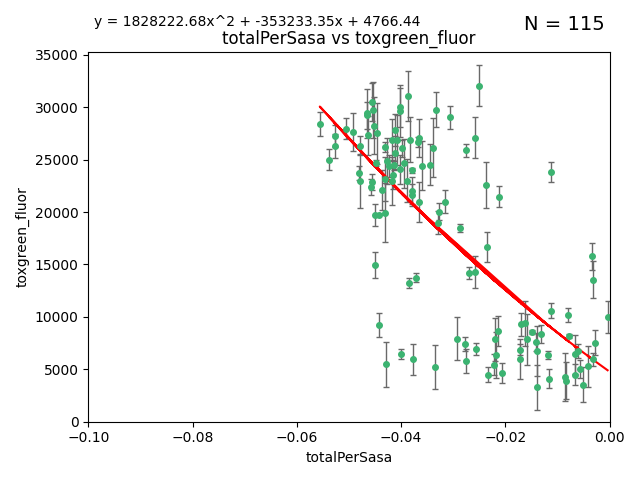 y = 1828222.68x^2 + -353233.35x + 4766.44
N = 115
totalPerSasa vs toxgreen_fluor
35000
30000
25000
20000
15000
10000
5000
0
toxgreen_fluor
−0.10 −0.08 −0.06 −0.04 −0.02 0.00
totalPerSasa